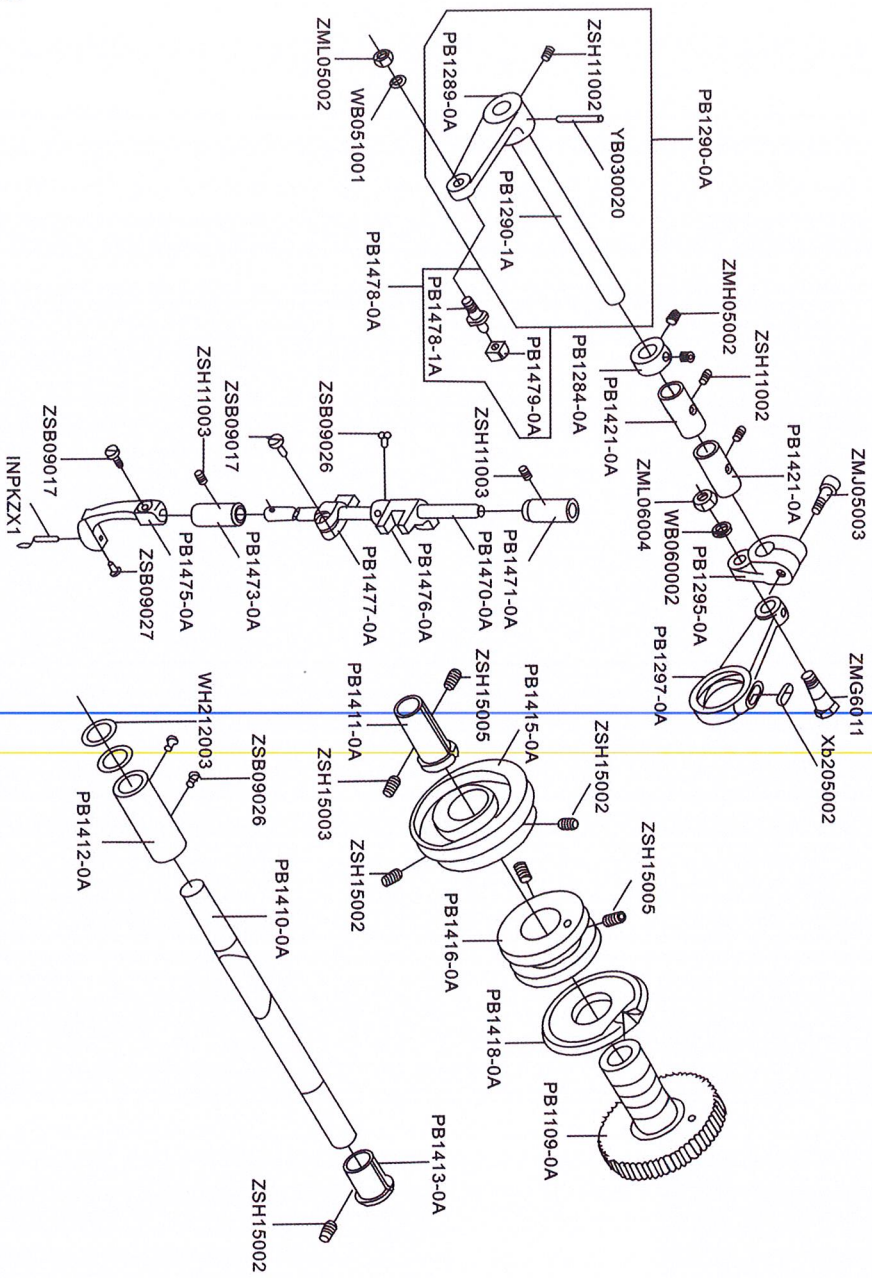 ZSH11002
PB1289-0A
ZML05002
WB051001
YB030020
PB1290-0A
PB1290-1A
PB1478-0A
PB1478-1A
PB1479-0A
PB1284-0A
ZMH05002
ZSH11002
PB1421-0A
PB1421-0A
ZMJ05003
ZML06004
WB060002
PB1295-0A
PB1297-0A
ZMG6011
Xb205002
ZSH11003
ZSB09026
ZSB09017
ZSH11003
ZSB09017
INPKZX1
ZSB09027
PB1475-0A
PB1473-0A
PB1477-0A
PB1476-0A
PB1470-0A
PB1471-0A
ZSH15005
PB1415-0A
PB1411-0A
ZSH15003
ZSH15002
ZSH15002
ZSH15005
PB1416-0A
PB1418-0A
PB1109-0A
WH212003
ZSB09026
PB1412-0A
PB1410-0A
PB1413-0A
ZSH15002